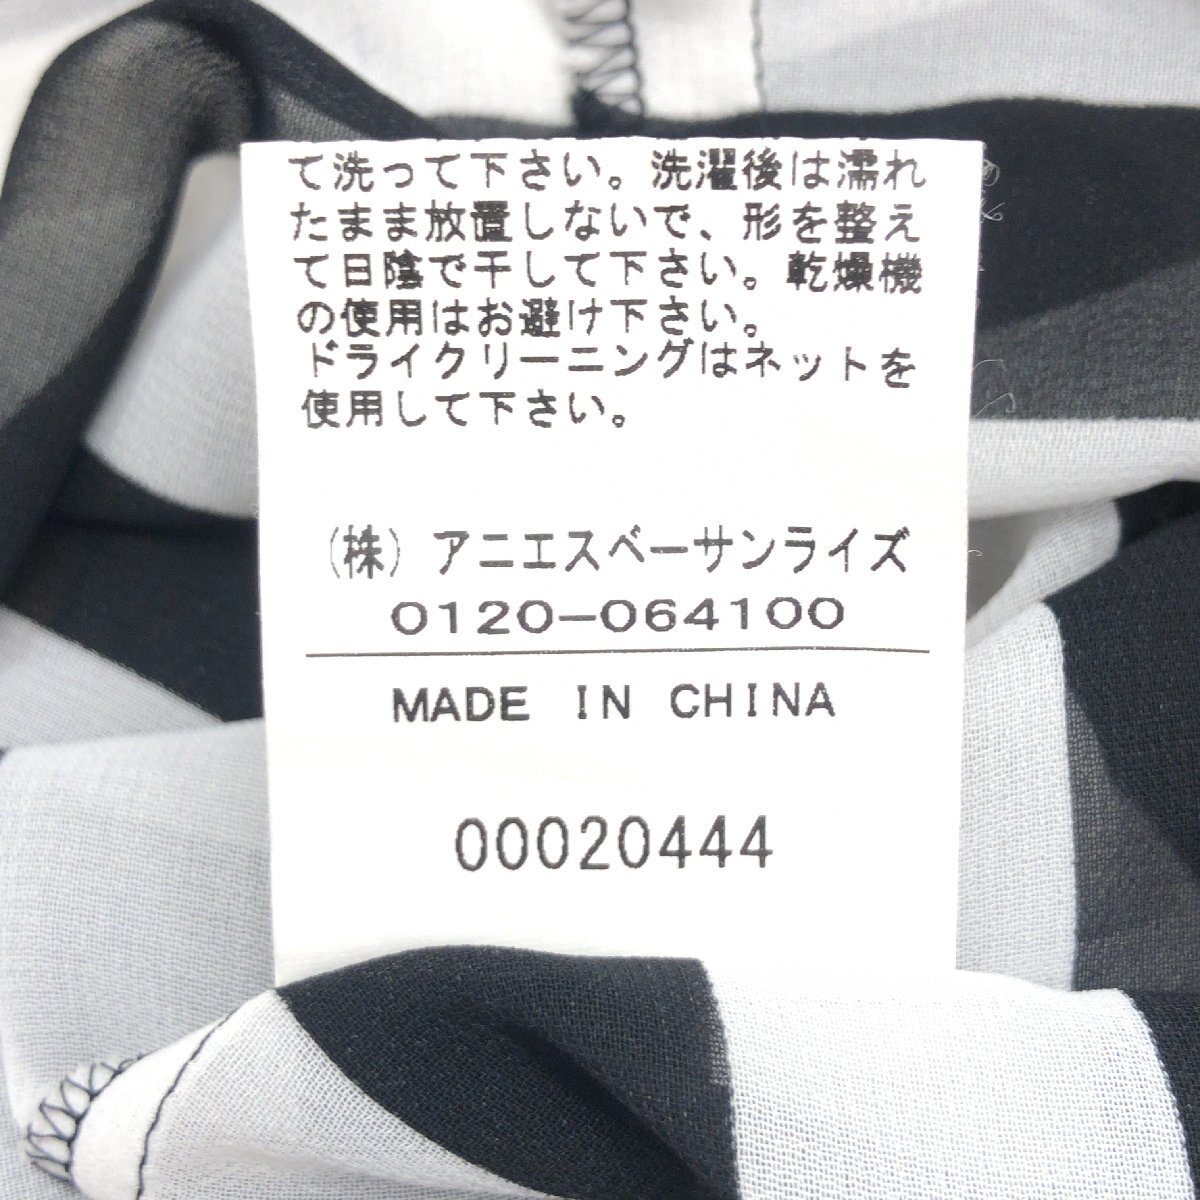 て洗って下さい。洗濯後は濡れ
たまま放置しないで、形を整え
て日陰で干して下さい。乾燥機
の使用はお避け下さい。
ドライクリーニングはネットを
使用して下さい。
(株) アニエスベーサンライズ
0120-064100
MADE IN CHINA
00020444